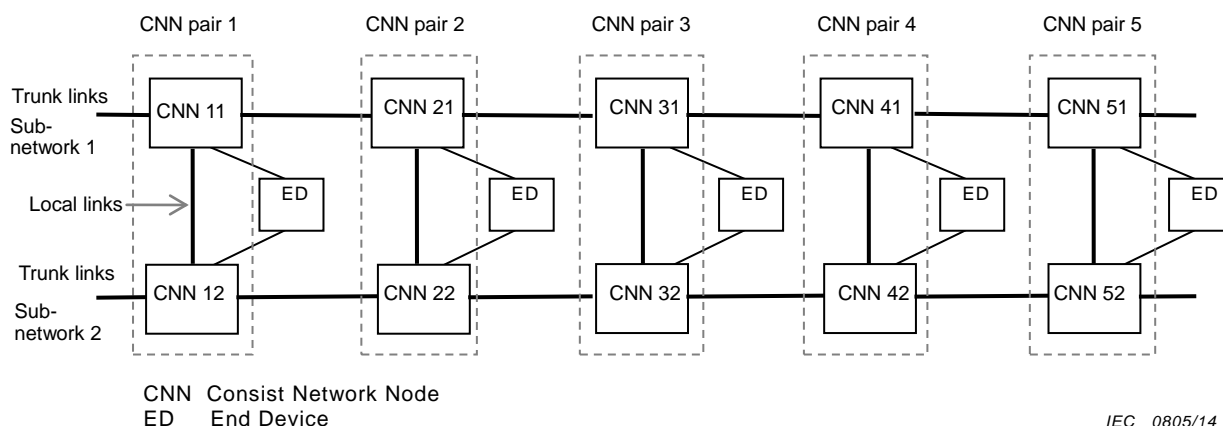 CNN pair 1
CNN pair 2
CNN pair 3
CNN pair 4
CNN pair 5
Trunk links
CNN 11
CNN 21
CNN 31
CNN 41
CNN 51
Sub-
network 1
ED
ED
ED
ED
ED
Local links
Trunk links
CNN 12
CNN 22
CNN 32
CNN 42
CNN 52
Sub-
network 2
CNN Consist Network Node
ED End Device
IEC 0805/14